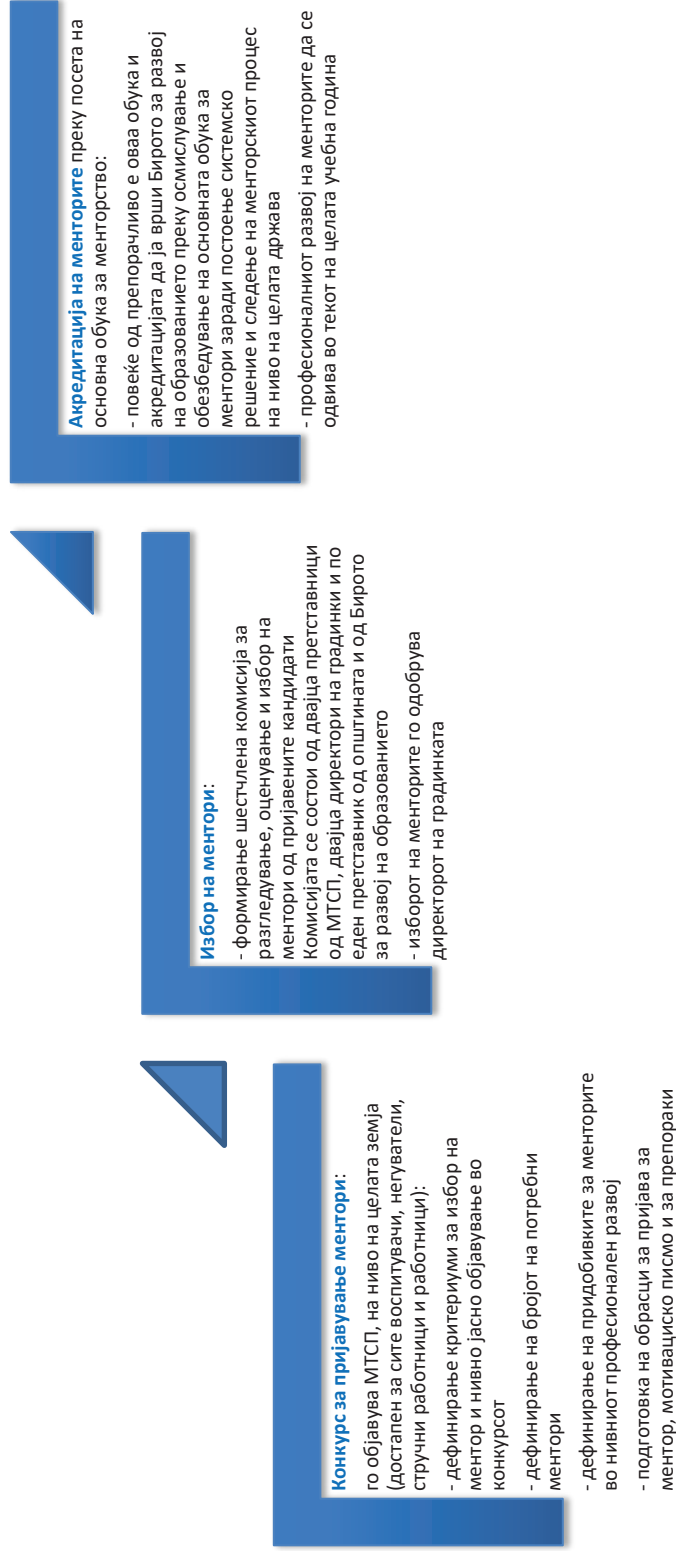 Конкурс за пријавување ментори:
го објавува МТСП, на ниво на целата земја
(достапен за сите воспитувачи, негуватели,
стручни работници и работници):
- дефинирање критериуми за избор на
ментор и нивно јасно објавување во
конкурсот
- дефинирање на бројот на потребни
ментори
- дефинирање на придобивките за менторите
во нивниот професионален развој
- подготовка на обрасци за пријава за
ментор, мотивациско писмо и за препораки
Избор на ментори:
- формирање шестчлена комисија за
разгледување, оценување и избор на
ментори од пријавените кандидати
Комисијата се состои од двајца претставници
од МТСП, двајца директори на градинки и по
еден претставник од општината и од Бирото
за развој на образованието
- изборот на менторите го одобрува
директорот на градинката
Акредитација на менторите преку посета на
основна обука за менторство:
- повеќе од препорачливо е оваа обука и
акредитацијата да ја врши Бирото за развој
на образованието преку осмислување и
обезбедување на основната обука за
ментори заради постоење системско
решение и следење на менторскиот процес
на ниво на целата држава
- професионалниот развој на менторите да се
одвива во текот на целата учебна година